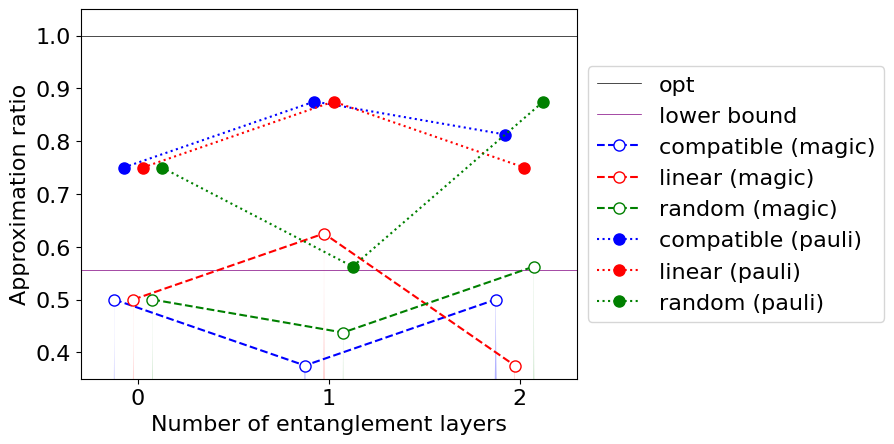 1.0
0.9
0.8
0.7
0.6
0.5
0.4
Approximation ratio
0 1 2
Number of entanglement layers
opt
lower bound
compatible (magic)
linear (magic)
random (magic)
compatible (pauli)
linear (pauli)
random (pauli)